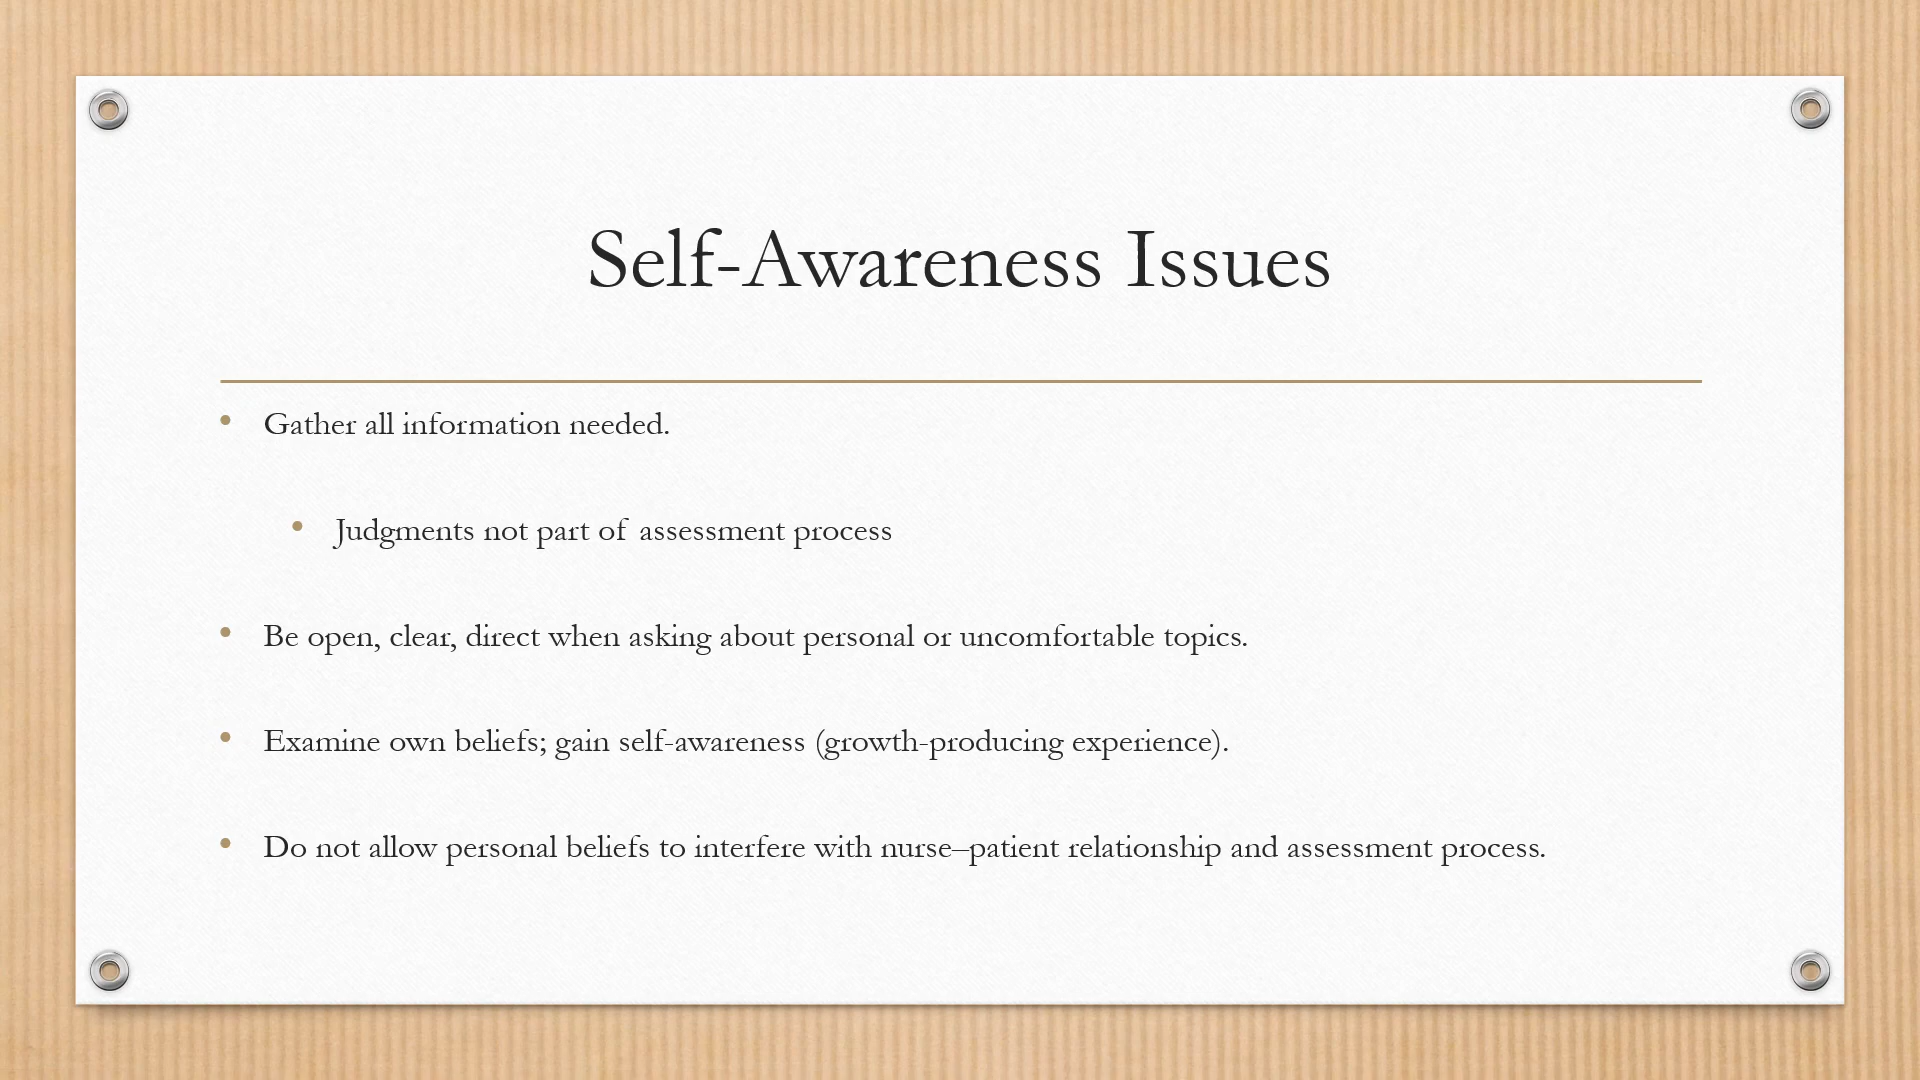 Self-Awareness Issues
• Gather all information needed.
• Judgments not part of assessment process
• Be open, clear, direct when asking about personal or uncomfortable topics.
• Examine own beliefs; gain self-awareness (growth-producing experience).
• Do not allow personal beliefs to interfere with nurse–patient relationship and assessment process.